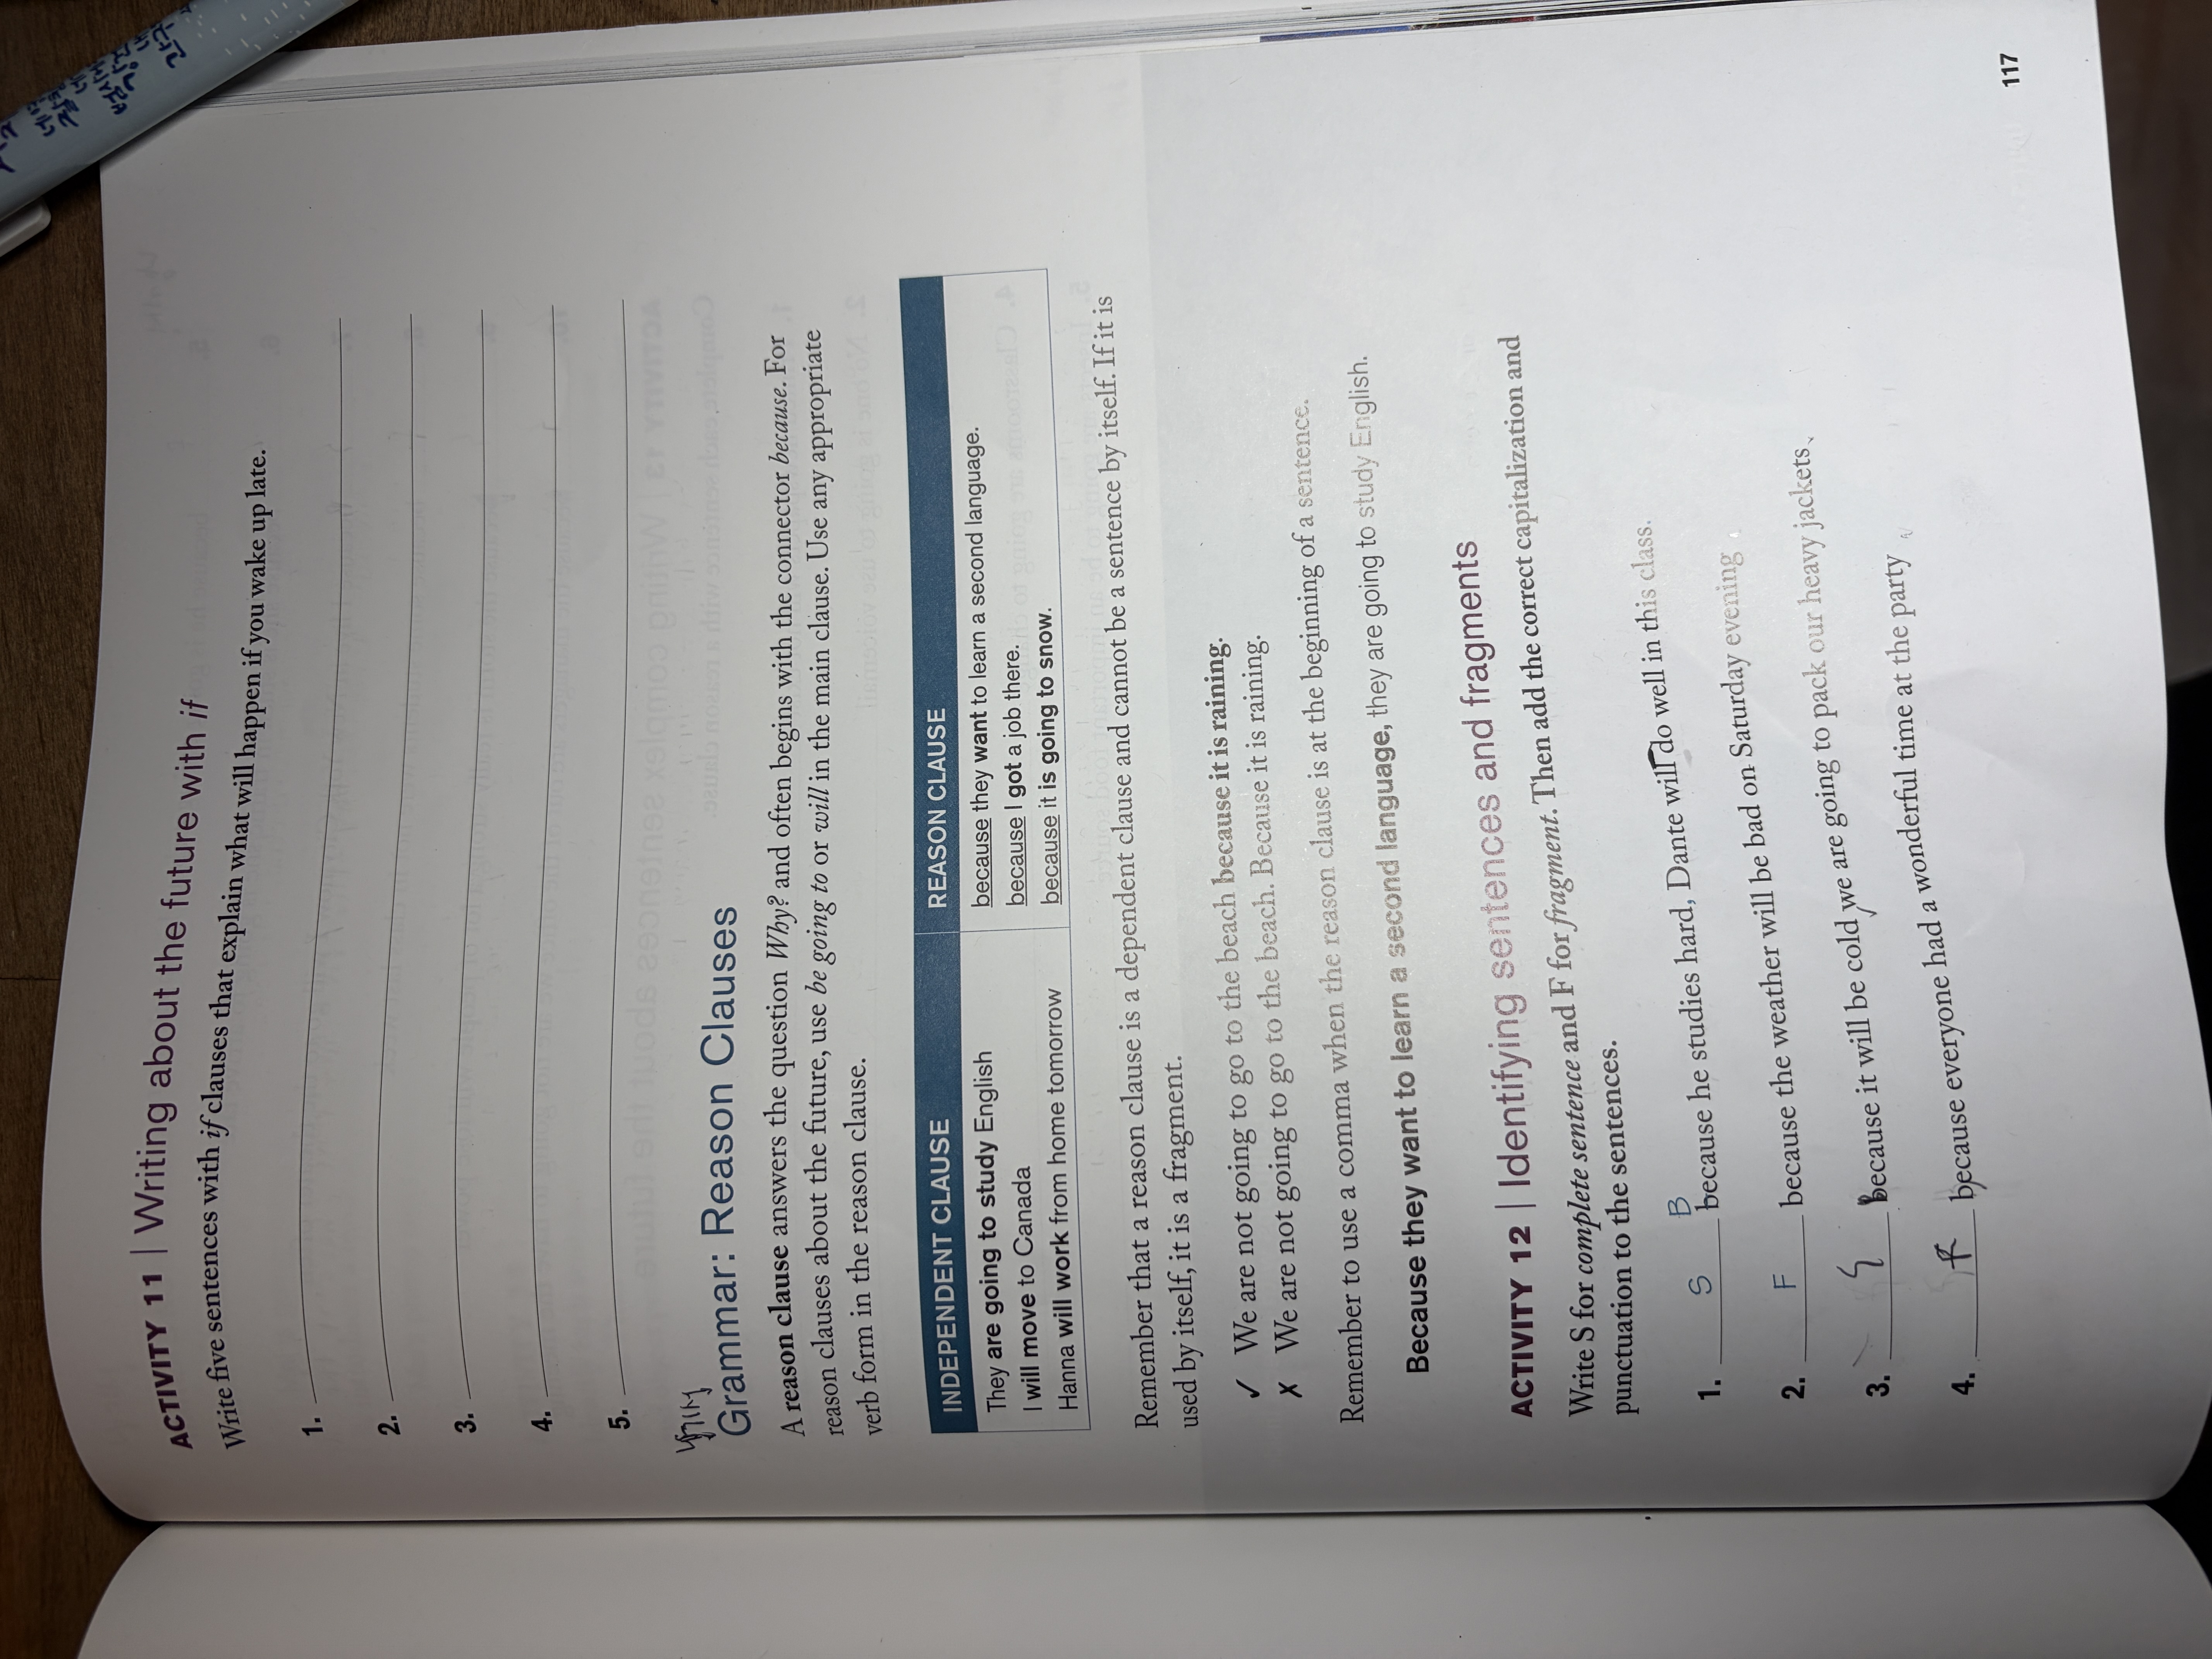 ACTIVITY 11 | Writing about the future with if
Write five sentences with if clauses that explain what will happen if you wake up late.
1.
2.
3.
4.
5.
Grammar: Reason Clauses
A reason clause answers the question Why? and often begins with the connector because. For
reason clauses about the future, use be going to or will in the main clause. Use any appropriate
verb form in the reason clause.
INDEPENDENT CLAUSE REASON CLAUSE
They are going to study English because they want to learn a second language.
I will move to Canada because I got a job there.
Hanna will work from home tomorrow because it is going to snow.
Remember that a reason clause is a dependent clause and cannot be a sentence by itself. If it is
used by itself, it is a fragment.
✓ We are not going to go to the beach because it is raining.
✗ We are not going to go to the beach. Because it is raining.
Remember to use a comma when the reason clause is at the beginning of a sentence.
Because they want to learn a second language, they are going to study English.
ACTIVITY 12 | Identifying sentences and fragments
Write S for complete sentence and F for fragment. Then add the correct capitalization and
punctuation to the sentences.
B
1. S because he studies hard, Dante will do well in this class.
2. F because the weather will be bad on Saturday evening
3. S Because it will be cold, we are going to pack our heavy jackets.
4. F because everyone had a wonderful time at the party
117